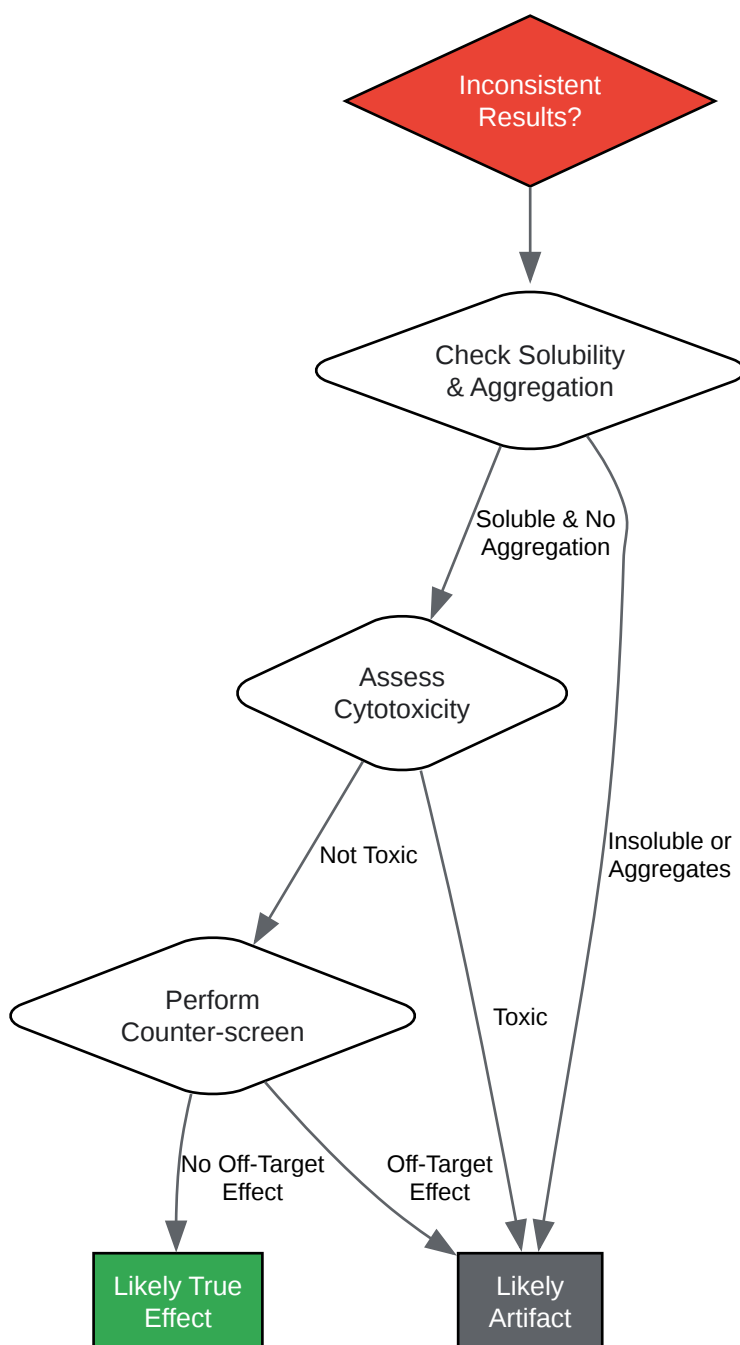 Inconsistent
Results?
Check Solubility
& Aggregation
Soluble & No
Aggregation
Assess
Cytotoxicity
Insoluble or
Aggregates
Not Toxic
Perform
Counter-screen
Toxic
No Off-Target
Effect
Off-Target
Effect
Likely True
Effect
Likely
Artifact